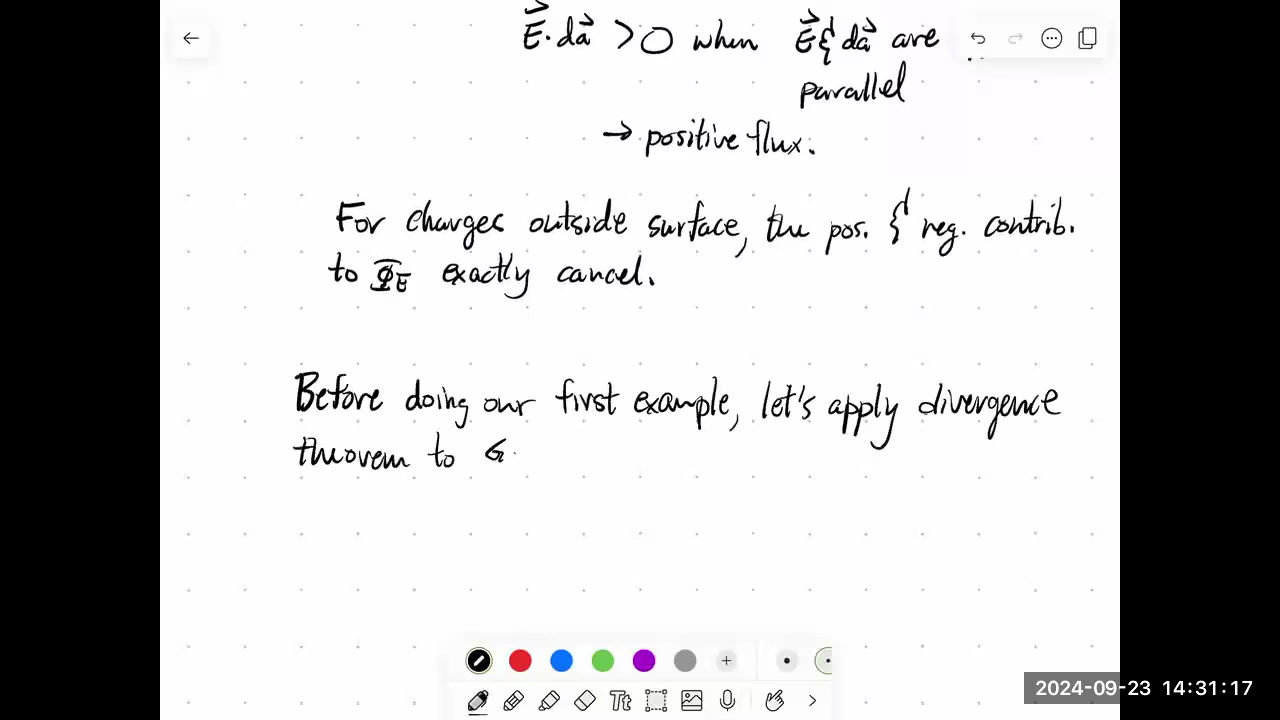 E⃗·da⃗ >0 when E⃗ & da⃗ are
parallel
→ positive flux.
For charges outside surface, the pos. & neg. contrib.
to Φ_E exactly cancel.
Before doing our first example, let's apply divergence
theorem to G
Tt
2024-09-23 14:31:17